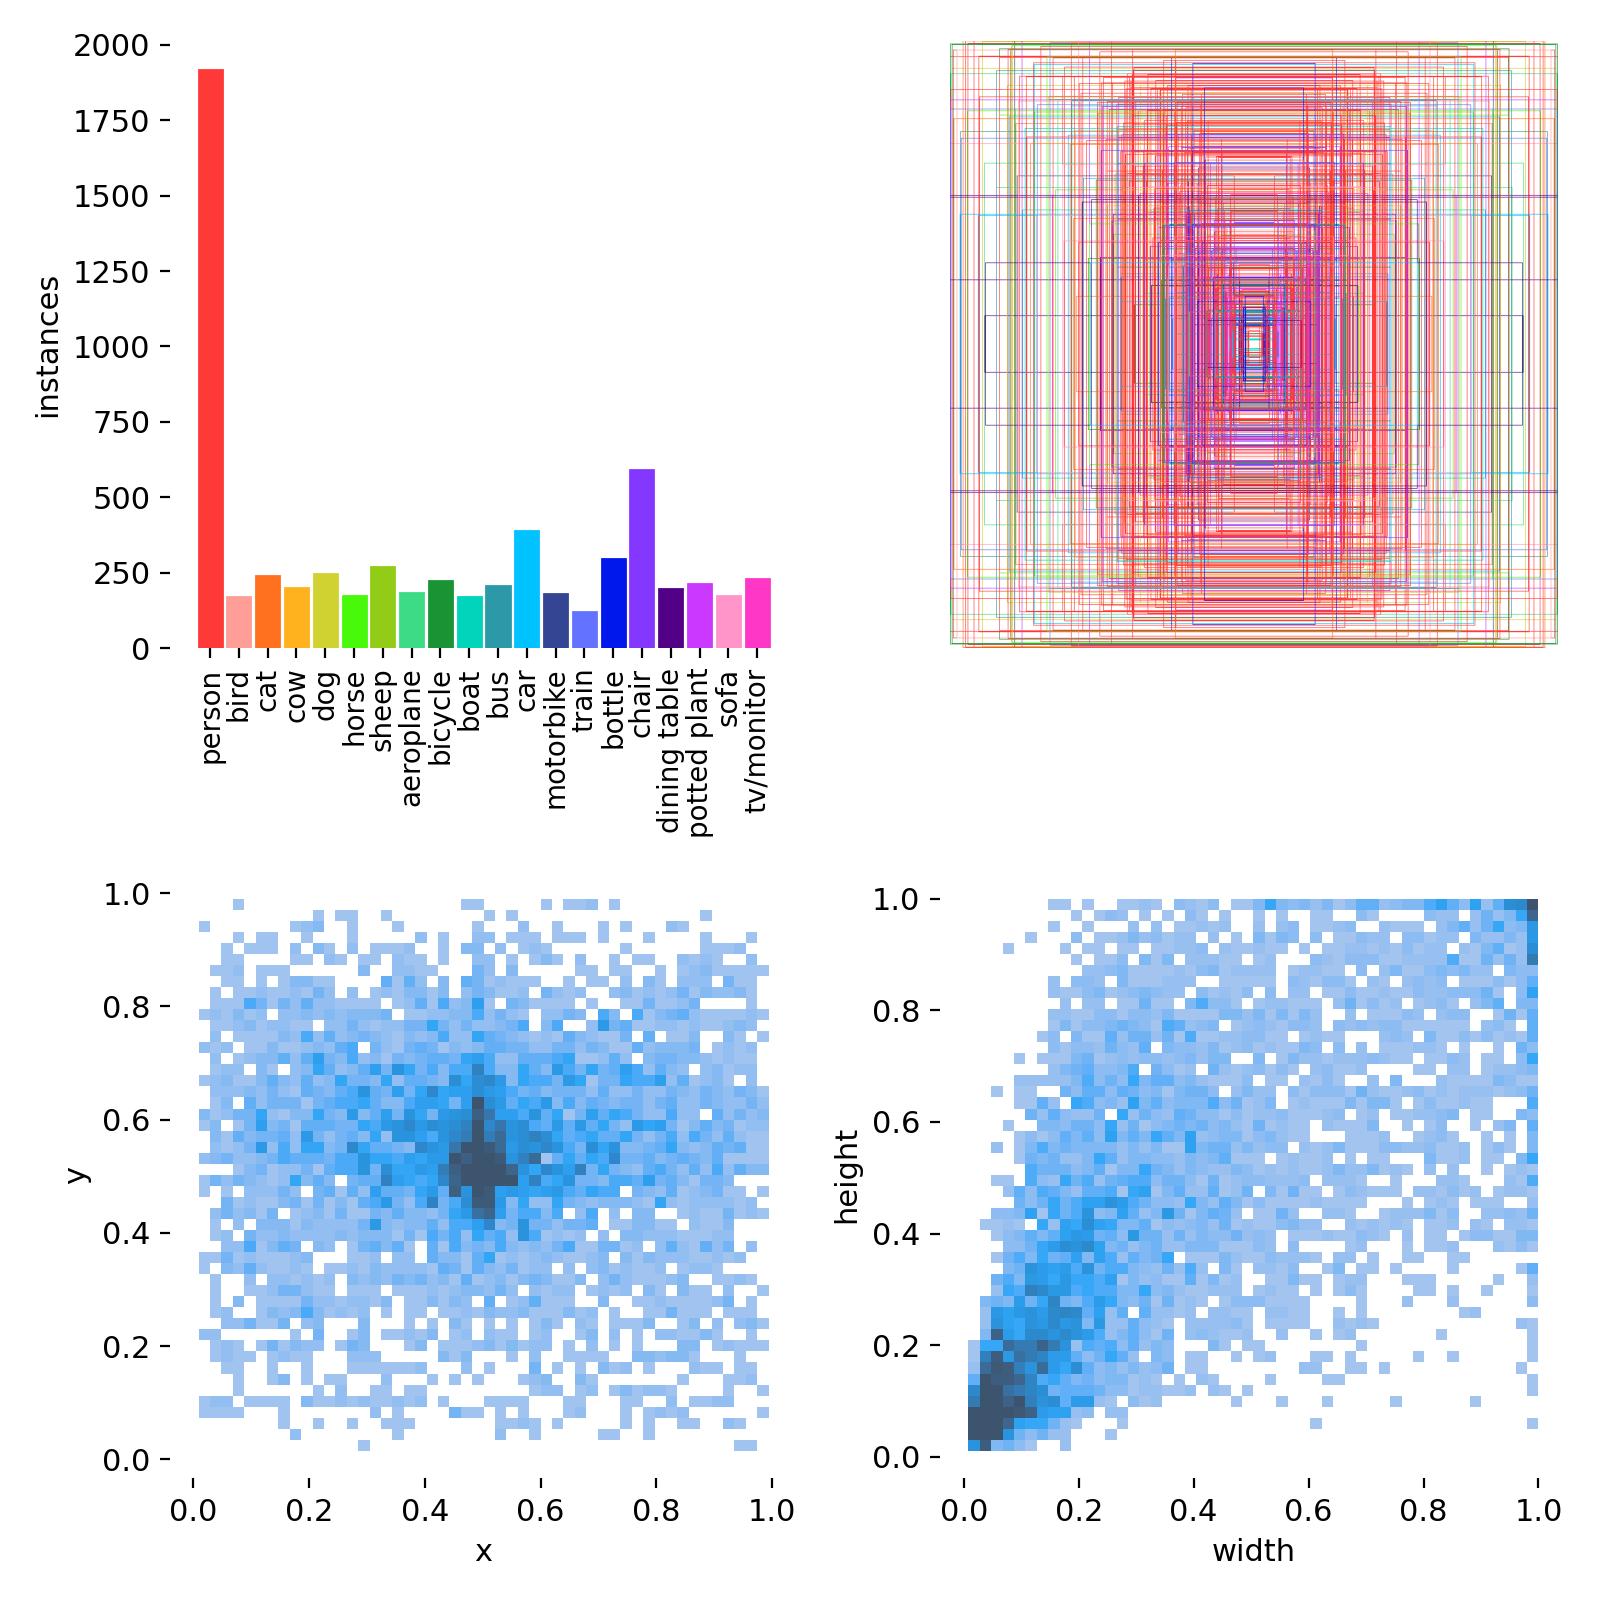 2000
1750
1500
1250
1000
750
500
250
0
instances
person
bird
cat
cow
dog
horse
sheep
aeroplane
bicycle
boat
bus
car
motorbike
train
bottle
chair
dining table
potted plant
sofa
tv/monitor
1.0
0.8
0.6
0.4
0.2
0.0
y
0.0 0.2 0.4 0.6 0.8 1.0
x
1.0
0.8
0.6
0.4
0.2
0.0
height
0.0 0.2 0.4 0.6 0.8 1.0
width